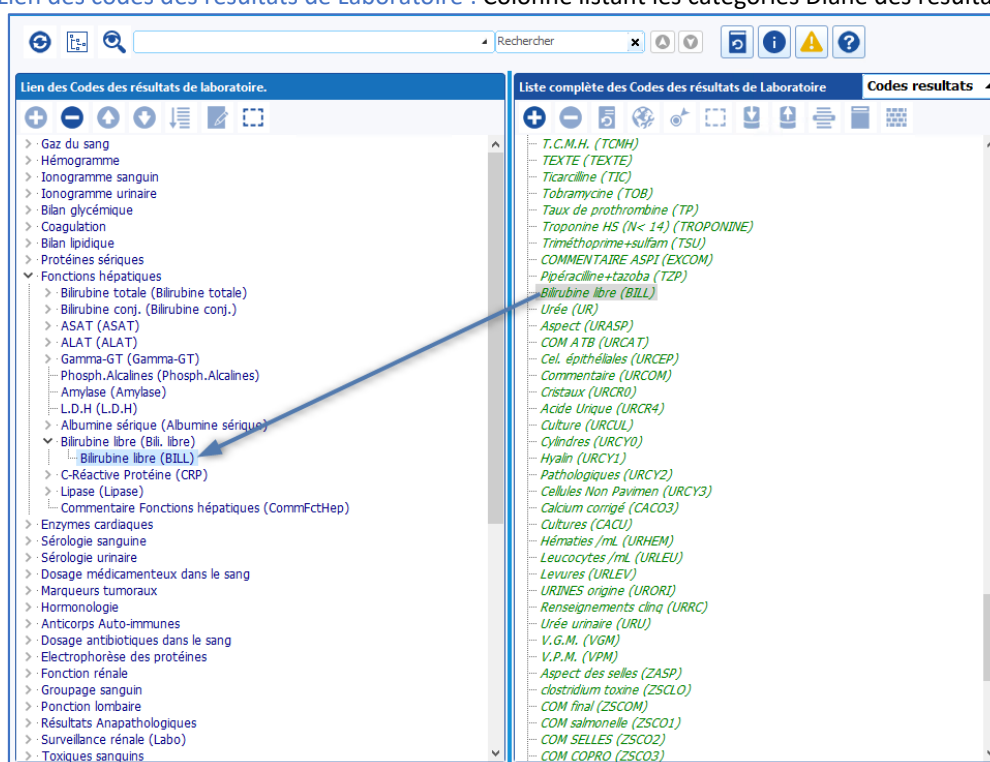 Lien des codes des résultats de Laboratoire : Colonne listant les catégories Diane des résulta
Rechercher
Lien des Codes des résultats de laboratoire.
Gaz du sang
Hémogramme
Ionogramme sanguin
Ionogramme urinaire
Bilan glycémique
Coagulation
Bilan lipidique
Protéines sériques
Fonctions hépatiques
Bilirubine totale (Bilirubine totale)
Bilirubine conj. (Bilirubine conj.)
ASAT (ASAT)
ALAT (ALAT)
Gamma-GT (Gamma-GT)
Phosph.Alcalines (Phosph.Alcalines)
Amylase (Amylase)
L.D.H (L.D.H)
Albumine sérique (Albumine sérique)
Bilirubine libre (Bili. libre)
Bilirubine libre (BILL)
C-Réactive Protéine (CRP)
Lipase (Lipase)
Commentaire Fonctions hépatiques (CommFctHep)
Enzymes cardiaques
Sérologie sanguine
Sérologie urinaire
Dosage médicamenteux dans le sang
Marqueurs tumoraux
Hormonologie
Anticorps Auto-immunes
Dosage antibiotiques dans le sang
Electrophorèse des protéines
Fonction rénale
Groupage sanguin
Ponction lombaire
Résultats Anapathologiques
Surveillance rénale (Labo)
Toxiques sanguins
Liste complète des Codes des résultats de Laboratoire
Codes resultats
T.C.M.H. (TCMH)
TEXTE (TEXTE)
Ticarcilline (TIC)
Tobramycine (TOB)
Taux de prothrombine (TP)
Troponine HS (N< 14) (TROPONINE)
Triméthoprime+sulfam (TSU)
COMMENTAIRE ASPI (EXCOM)
Pipéracilline+tazoba (TZP)
Bilirubine libre (BILL)
Urée (UR)
Aspect (URASP)
COM ATB (URCAT)
Cel. épithéliales (URCEP)
Commentaire (URCOM)
Cristaux (URCR0)
Acide Urique (URCR4)
Culture (URCUL)
Cylindres (URCY0)
Hyalin (URCY1)
Pathologiques (URCY2)
Cellules Non Pavimen (URCY3)
Calcium corrigé (CACO3)
Cultures (CACU)
Hématies /mL (URHEM)
Leucocytes /mL (URLEU)
Levures (URLEV)
URINES origine (URORI)
Renseignements clinq (URRC)
Urée urinaire (URU)
V.G.M. (VGM)
V.P.M. (VPM)
Aspect des selles (ZASP)
clostridium toxine (ZSCLO)
COM final (ZSCOM)
COM salmonelle (ZSCO1)
COM SELLES (ZSCO2)
COM COPRO (ZSCO3)